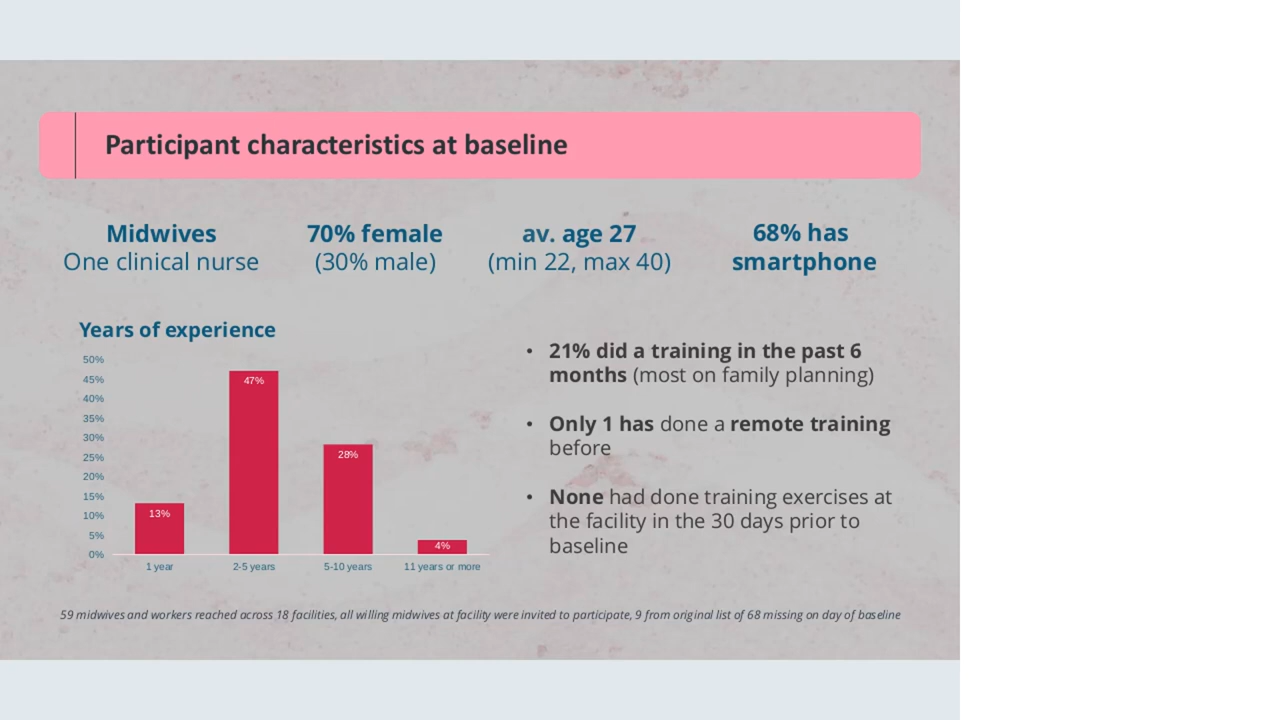 Participant characteristics at baseline
Midwives
One clinical nurse
70% female
(30% male)
av. age 27
(min 22, max 40)
68% has
smartphone
Years of experience
50%
45%
40%
35%
30%
25%
20%
15%
10%
5%
0%
13%
47%
28%
4%
1 year
2-5 years
5-10 years
11 years or more
• 21% did a training in the past 6
months (most on family planning)
• Only 1 has done a remote training
before
• None had done training exercises at
the facility in the 30 days prior to
baseline
59 midwives and workers reached across 18 facilities, all willing midwives at facility were invited to participate, 9 from original list of 68 missing on day of baseline